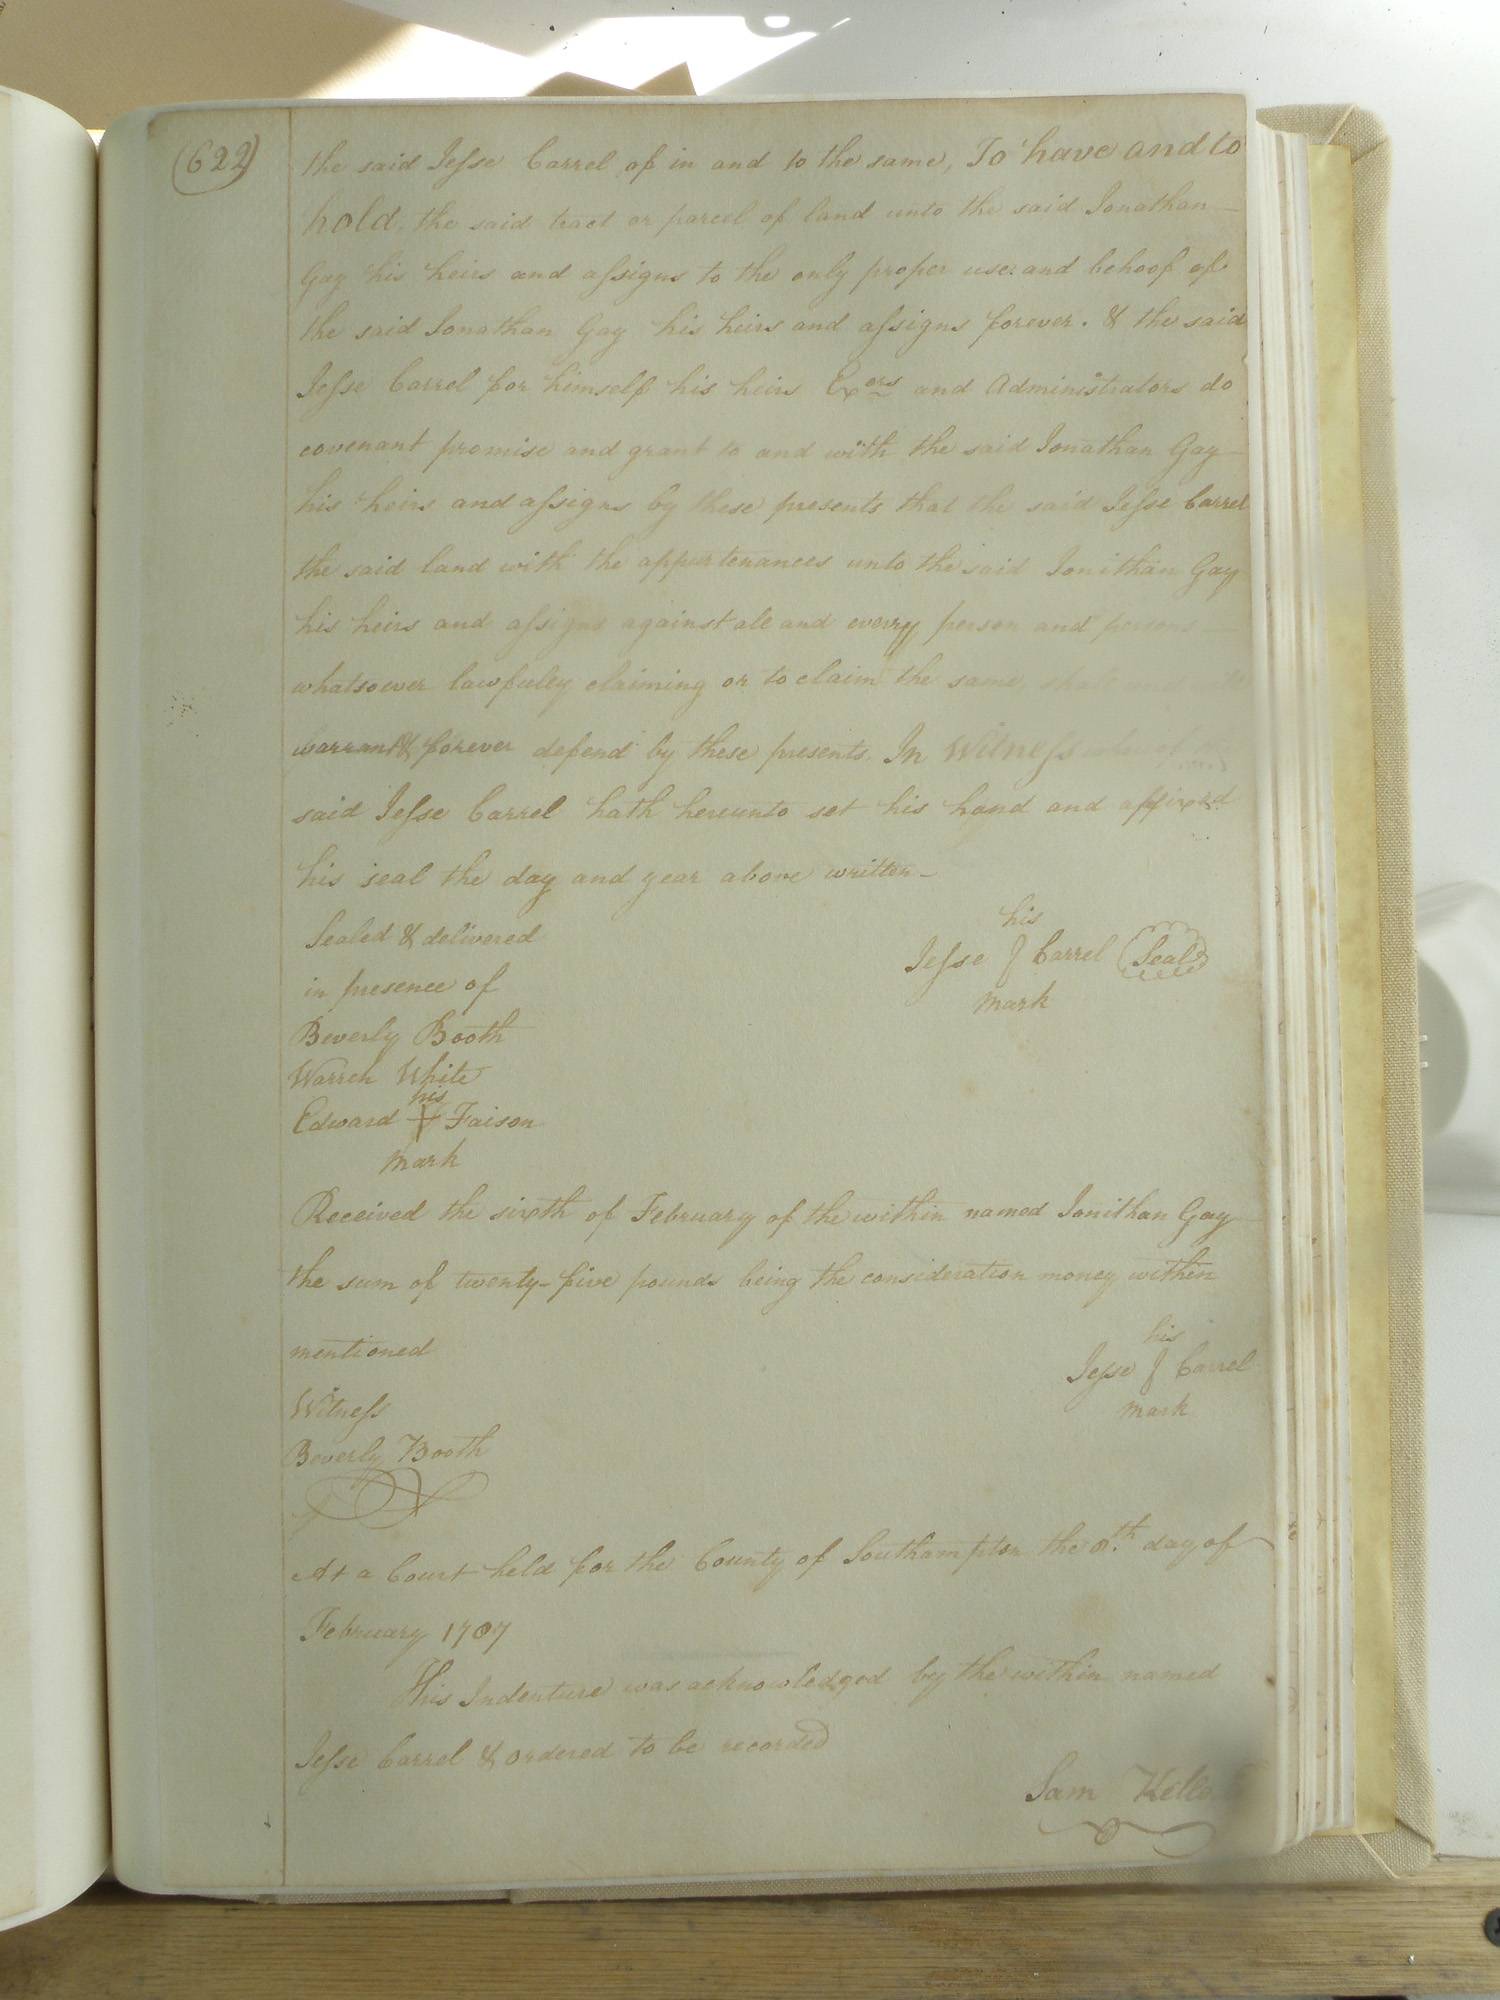 (622)
the said Jesse Carrel of in and to the same, To have and to
hold, the said tract or parcel of land unto the said Jonathan
Gay his heirs and assigns to the only proper use and behoof of
the said Jonathan Gay his heirs and assigns forever. & the said
Jesse Carrel for himself his heirs Exors and Administrators do
covenant promise and grant to and with the said Jonathan Gay
his heirs and assigns by these presents that the said Jesse Carrel
the said land with the appurtenances unto the said Jonithan Gay
his heirs and assigns against all and every person and persons
whatsoever lawfully claiming or to claim the same shall and
warrant & forever defend by these presents. In Witness whereof
said Jesse Carrel hath hereunto set his hand and affixed
his seal the day and year above written
Sealed & delivered
in presence of
his
Jesse J Carrel Seal
mark
Beverly Booth
Warren White
his
Edward + Faison
mark
Received the sixth of February of the within named Jonithan Gay
the sum of twenty-five pounds being the consideration money within
mentioned
his
Jesse J Carrel
mark
Witness
Beverly Booth
At a Court held for the County of Southampton the 8th day of
February 1787
This Indenture was acknowledged by the within named
Jesse Carrel & ordered to be recorded
Sam Kello